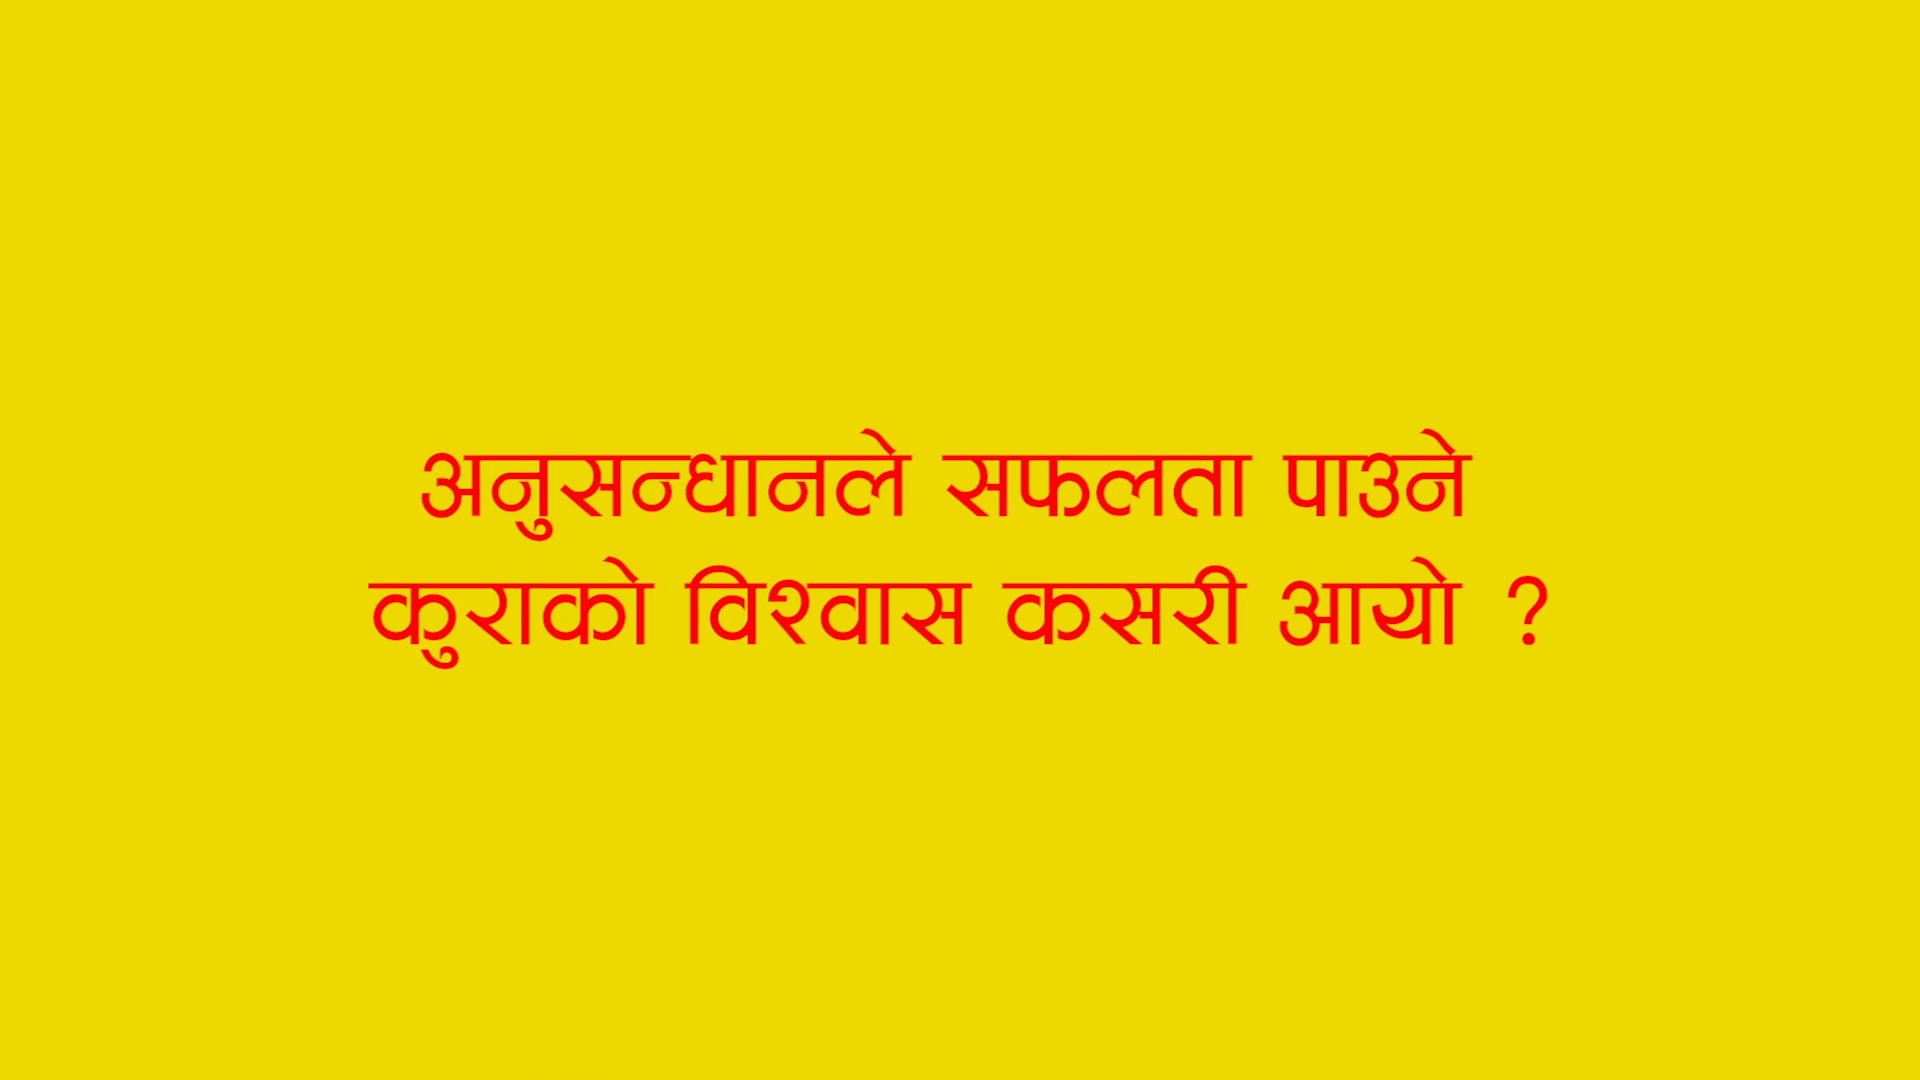 अनुसन्धानले सफलता पाउने
कुराको विश्वास कसरी आयो ?